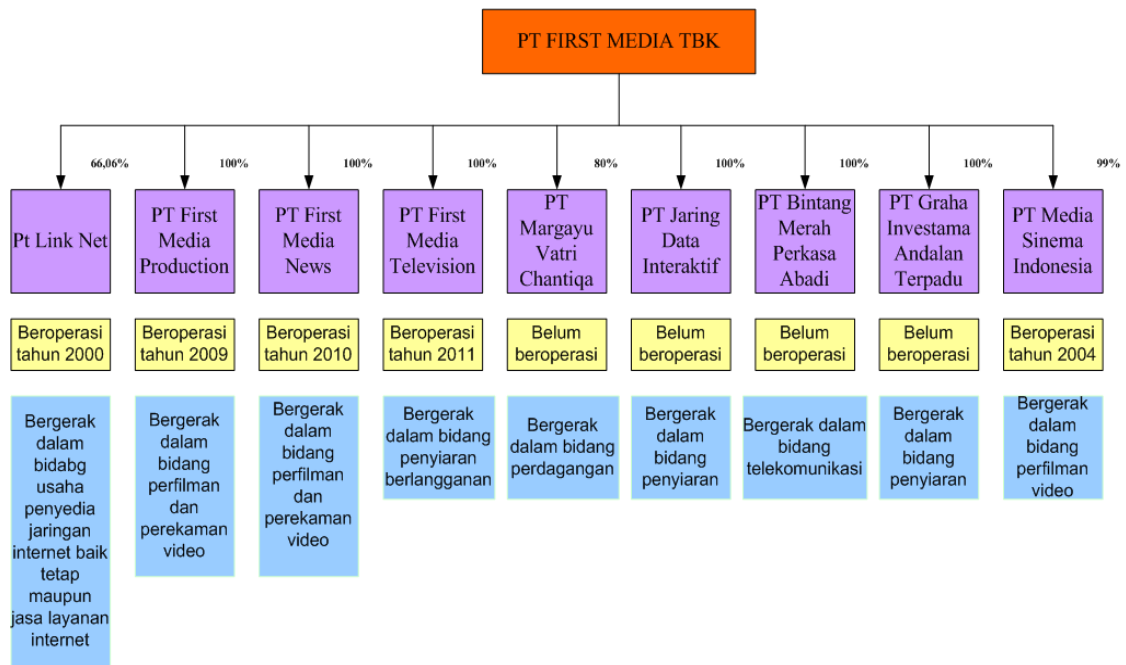 PT FIRST MEDIA TBK
66,06%
100%
100%
100%
80%
100%
100%
100%
99%
Pt Link Net
PT First
Media
Production
PT First
Media
News
PT First
Media
Television
PT
Margayu
Vatri
Chantiqa
PT Jaring
Data
Interaktif
PT Bintang
Merah
Perkasa
Abadi
PT Graha
Investama
Andalan
Terpadu
PT Media
Sinema
Indonesia
Beroperasi
tahun 2000
Beroperasi
tahun 2009
Beroperasi
tahun 2010
Beroperasi
tahun 2011
Belum
beroperasi
Belum
beroperasi
Belum
beroperasi
Belum
beroperasi
Beroperasi
tahun 2004
Bergerak
dalam
bidabg
usaha
penyedia
jaringan
internet baik
tetap
maupun
jasa layanan
internet
Bergerak
dalam
bidang
perfilman
dan
perekaman
video
Bergerak
dalam
bidang
perfilman
dan
perekaman
video
Bergerak
dalam bidang
penyiaran
berlangganan
Bergerak
dalam bidang
perdagangan
Bergerak
dalam
bidang
penyiaran
Bergerak dalam
bidang
telekomunikasi
Bergerak
dalam
bidang
penyiaran
Bergerak
dalam
bidang
perfilman
video